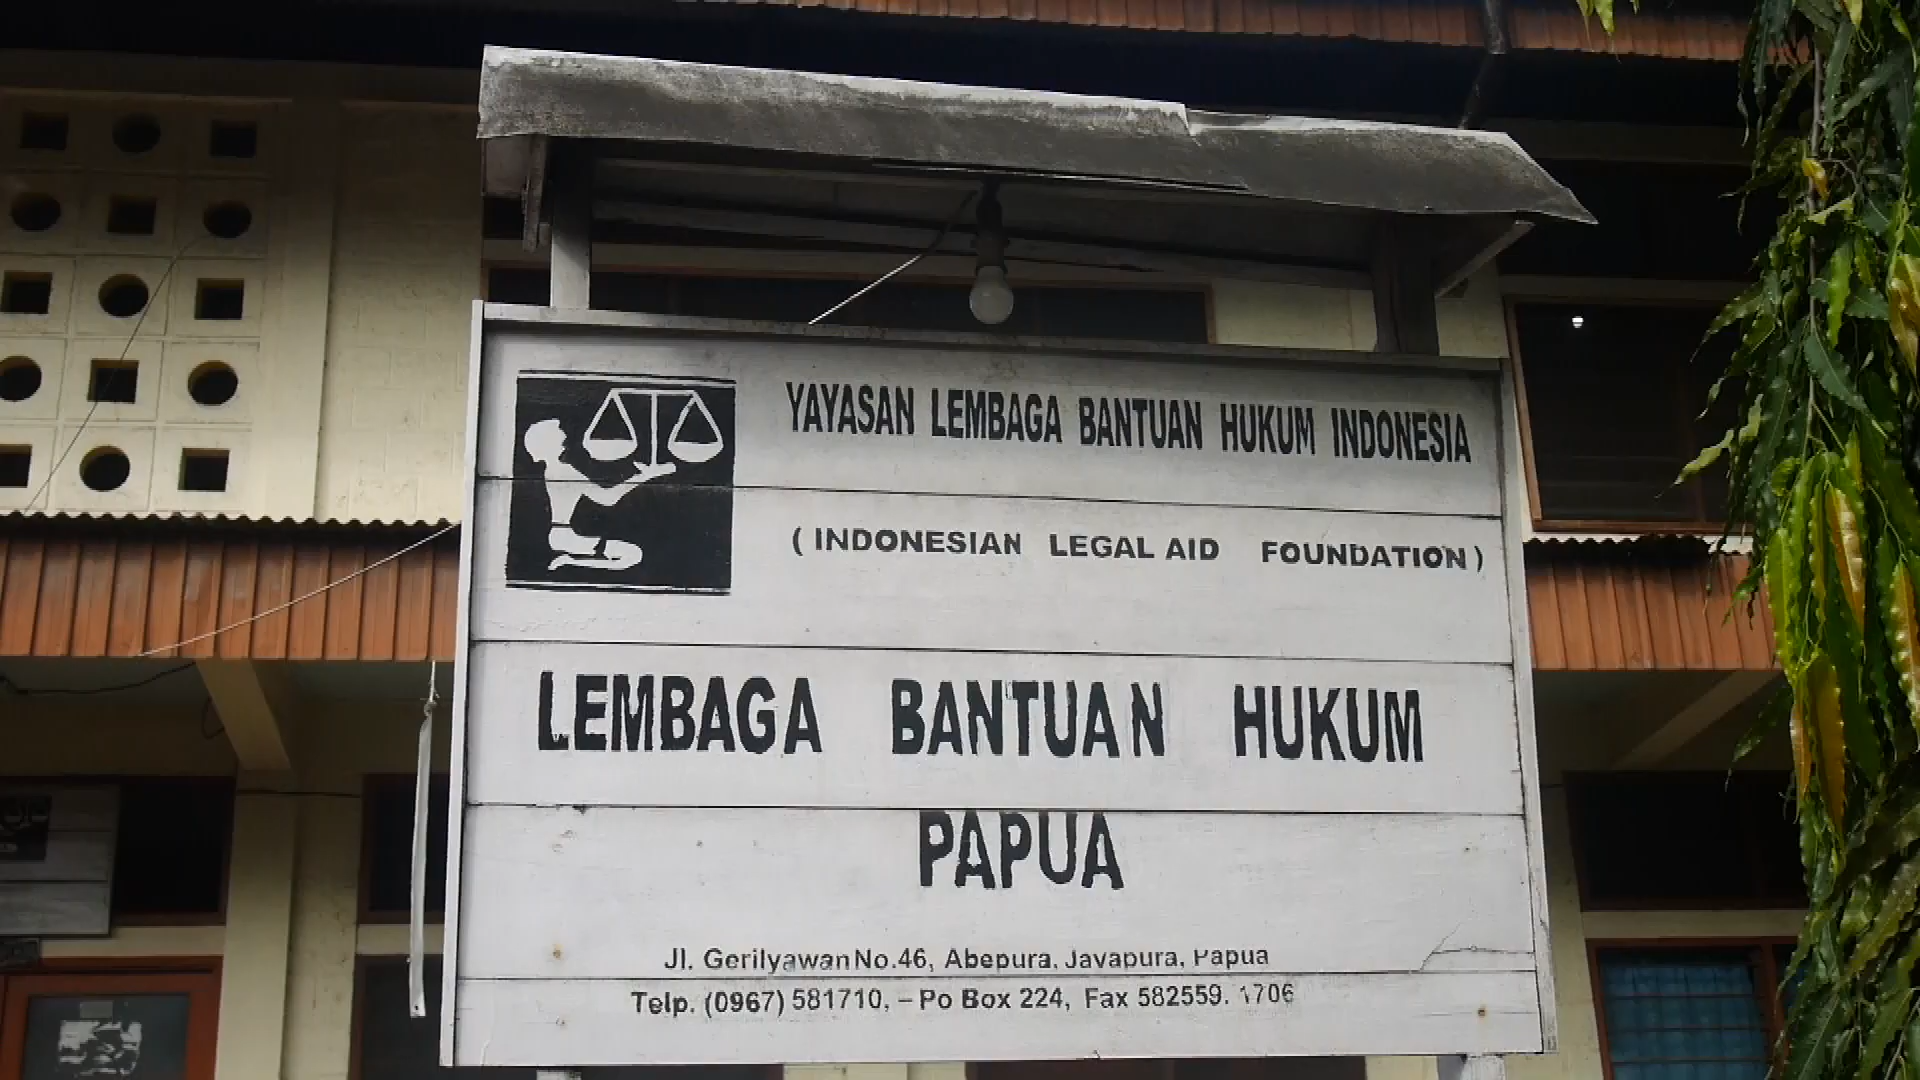 YAYASAN LEMBAGA BANTUAN HUKUM INDONESIA
( INDONESIAN LEGAL AID FOUNDATION )
LEMBAGA BANTUAN HUKUM
PAPUA
Jl. Gerilyawan No.46, Abepura, Jayapura, Papua
Telp. (0967) 581710, – Po Box 224, Fax 582559. 1706